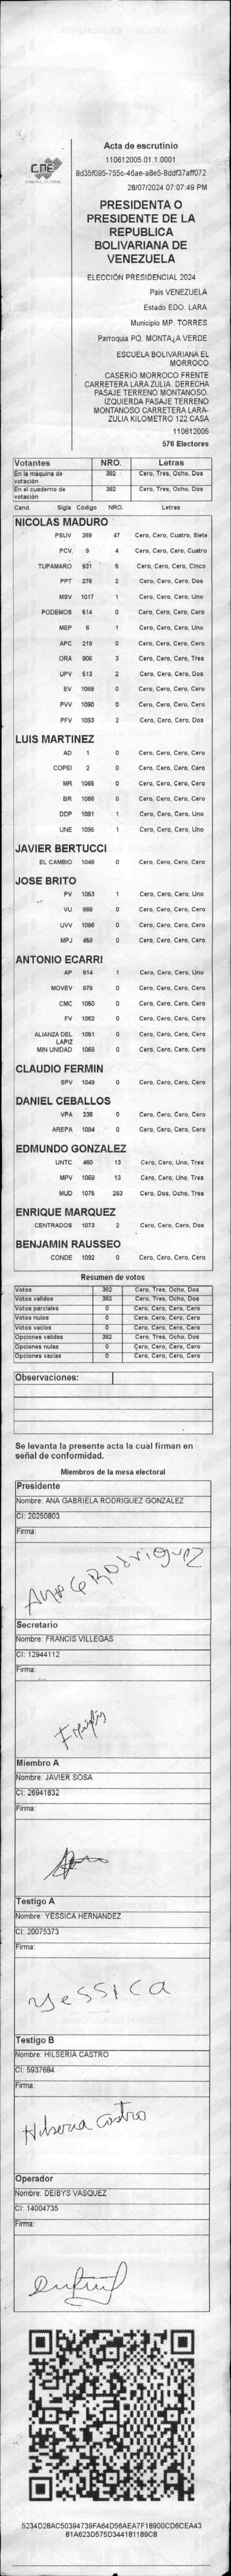 CNE
Acta de escrutinio
110612005.01.1.0001
8d35f095-755c-46ae-a8e5-8ddf37aff072
28/07/2024 07:07:49 PM
PRESIDENTA O
PRESIDENTE DE LA
REPUBLICA
BOLIVARIANA DE
VENEZUELA
ELECCIÓN PRESIDENCIAL 2024
País VENEZUELA
Estado EDO. LARA
Municipio MP. TORRES
Parroquia PQ. MONTA¿A VERDE
ESCUELA BOLIVARIANA EL
MORROCO
CASERIO MORROCO FRENTE
CARRETERA LARA ZULIA. DERECHA
PASAJE TERRENO MONTANOSO.
IZQUIERDA PASAJE TERRENO
MONTANOSO CARRETERA LARA-
ZULIA KILOMETRO 122 CASA
110612005
576 Electores
Votantes NRO. Letras
En la máquina de votación 382 Cero, Tres, Ocho, Dos
En el cuaderno de votación 382 Cero, Tres, Ocho, Dos
Cand. Sigla Código NRO. Letras
NICOLAS MADURO
PSUV 269 47 Cero, Cero, Cuatro, Siete
PCV 9 4 Cero, Cero, Cero, Cuatro
TUPAMARO 931 5 Cero, Cero, Cero, Cinco
PPT 276 2 Cero, Cero, Cero, Dos
MSV 1017 1 Cero, Cero, Cero, Uno
PODEMOS 514 0 Cero, Cero, Cero, Cero
MEP 6 1 Cero, Cero, Cero, Uno
APC 219 0 Cero, Cero, Cero, Cero
ORA 906 3 Cero, Cero, Cero, Tres
UPV 513 2 Cero, Cero, Cero, Dos
EV 1089 0 Cero, Cero, Cero, Cero
PVV 1090 0 Cero, Cero, Cero, Cero
PFV 1093 2 Cero, Cero, Cero, Dos
LUIS MARTINEZ
AD 1 0 Cero, Cero, Cero, Cero
COPEI 2 0 Cero, Cero, Cero, Cero
MR 1065 0 Cero, Cero, Cero, Cero
BR 1066 0 Cero, Cero, Cero, Cero
DDP 1091 1 Cero, Cero, Cero, Uno
UNE 1095 1 Cero, Cero, Cero, Uno
JAVIER BERTUCCI
EL CAMBIO 1048 0 Cero, Cero, Cero, Cero
JOSE BRITO
PV 1053 1 Cero, Cero, Cero, Uno
VU 868 0 Cero, Cero, Cero, Cero
UVV 1096 0 Cero, Cero, Cero, Cero
MPJ 458 0 Cero, Cero, Cero, Cero
ANTONIO ECARRI
AP 814 1 Cero, Cero, Cero, Uno
MOVEV 878 0 Cero, Cero, Cero, Cero
CMC 1050 0 Cero, Cero, Cero, Cero
FV 1062 0 Cero, Cero, Cero, Cero
ALIANZA DEL LAPIZ 1051 0 Cero, Cero, Cero, Cero
MIN UNIDAD 1068 0 Cero, Cero, Cero, Cero
CLAUDIO FERMIN
SPV 1049 0 Cero, Cero, Cero, Cero
DANIEL CEBALLOS
VPA 236 0 Cero, Cero, Cero, Cero
AREPA 1094 0 Cero, Cero, Cero, Cero
EDMUNDO GONZALEZ
UNTC 460 13 Cero, Cero, Uno, Tres
MPV 1069 13 Cero, Cero, Uno, Tres
MUD 1075 283 Cero, Dos, Ocho, Tres
ENRIQUE MARQUEZ
CENTRADOS 1073 2 Cero, Cero, Cero, Dos
BENJAMIN RAUSSEO
CONDE 1092 0 Cero, Cero, Cero, Cero
Resumen de votos
Votos 382 Cero, Tres, Ocho, Dos
Votos validos 382 Cero, Tres, Ocho, Dos
Votos parciales 0 Cero, Cero, Cero, Cero
Votos nulos 0 Cero, Cero, Cero, Cero
Votos vacios 0 Cero, Cero, Cero, Cero
Opciones validas 382 Cero, Tres, Ocho, Dos
Opciones nulas 0 Cero, Cero, Cero, Cero
Opciones vacias 0 Cero, Cero, Cero, Cero
Observaciones:
Se levanta la presente acta la cual firman en
señal de conformidad.
Miembros de la mesa electoral
Presidente
Nombre: ANA GABRIELA RODRIGUEZ GONZALEZ
CI: 20250803
Firma:
Ana G Rodriguez
Secretario
Nombre: FRANCIS VILLEGAS
CI: 12944112
Firma:
Miembro A
Nombre: JAVIER SOSA
CI: 26941832
Firma:
Testigo A
Nombre: YESSICA HERNANDEZ
CI: 20075373
Firma:
Yessica
Testigo B
Nombre: HILSERIA CASTRO
CI: 5937684
Firma:
Hilseria Castro
Operador
Nombre: DEIBYS VASQUEZ
CI: 14004735
Firma:
5234D28AC50394739FA64D56AEA7F18900CD6CEA43
81A623D575D344181189C8